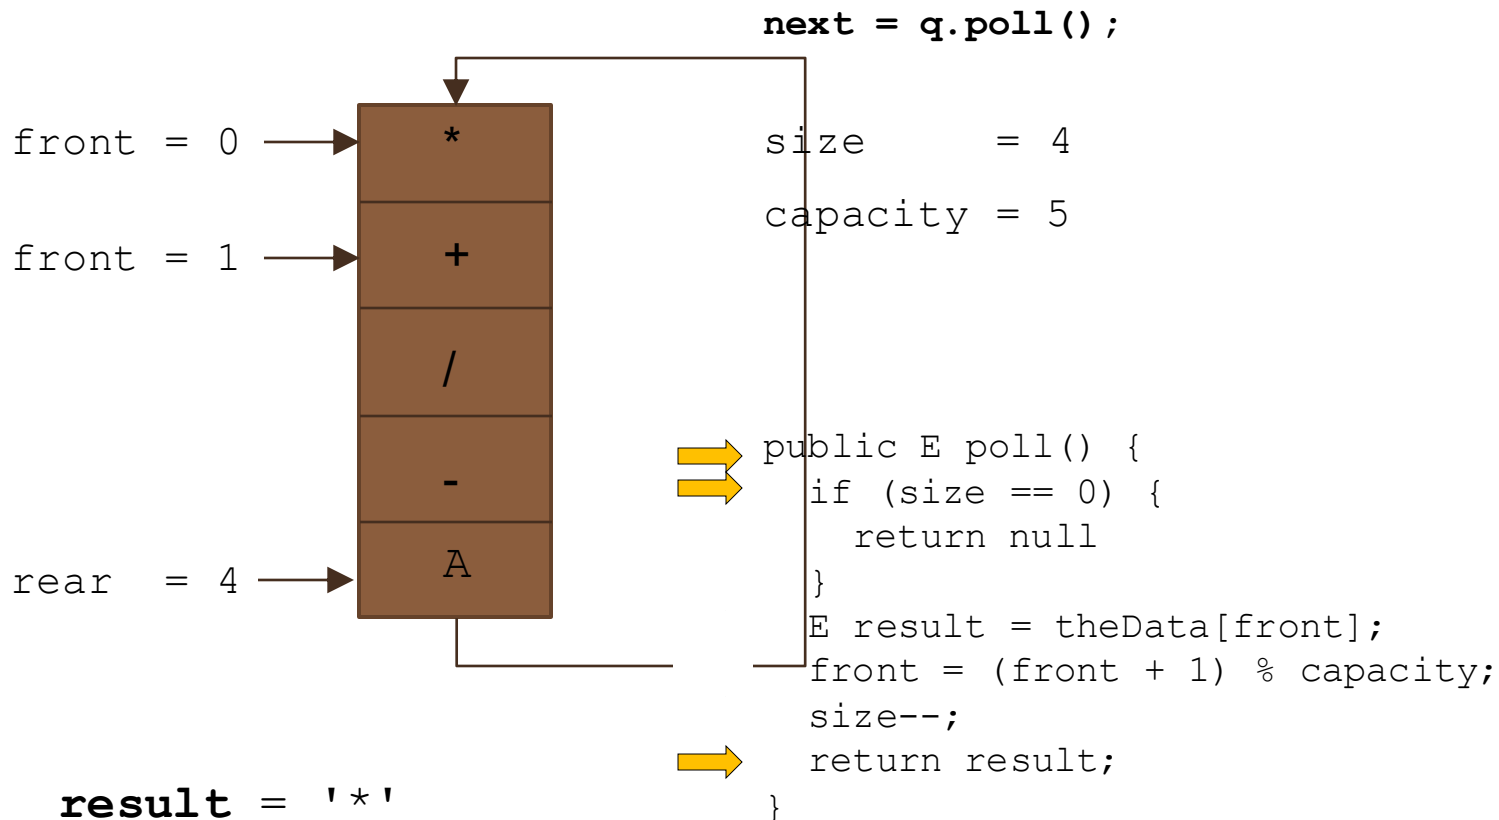 next = q.poll();
front = 0
*
size = 4
capacity = 5
front = 1
+
/
-
rear = 4
A
public E poll() {
if (size == 0) {
return null
}
E result = theData[front];
front = (front + 1) % capacity;
size--;
return result;
}
result = '*'